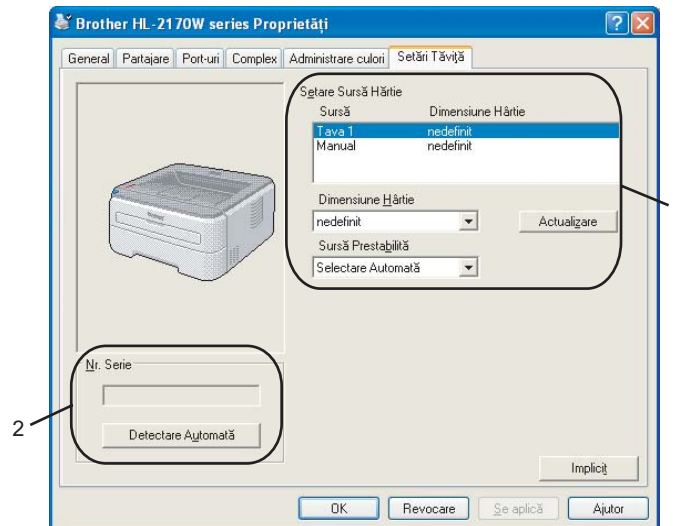 Brother HL-2170W series Proprietăți
General Partajare Port-uri Complex Administrare culori Setări Tăviță
Setare Sursă Hârtie
Sursă Dimensiune Hârtie
Tava 1 nedefinit
Manual nedefinit
Dimensiune Hârtie
nedefinit Actualizare
Sursă Prestabilită
Selectare Automată
Nr. Serie
2
Detectare Automată
Implicit
OK Revocare Se aplică Ajutor